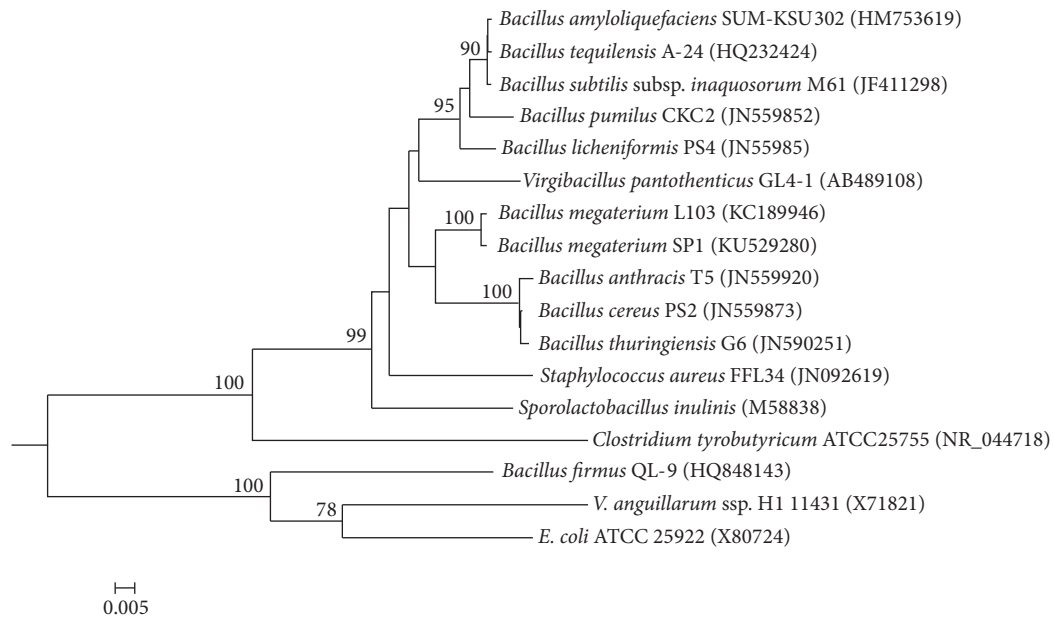 Bacillus amyloliquefaciens SUM-KSU302 (HM753619)
90
Bacillus tequilensis A-24 (HQ232424)
Bacillus subtilis subsp. inaquosorum M61 (JF411298)
95
Bacillus pumilus CKC2 (JN559852)
Bacillus licheniformis PS4 (JN55985)
Virgibacillus pantothenticus GL4-1 (AB489108)
100
Bacillus megaterium L103 (KC189946)
Bacillus megaterium SP1 (KU529280)
Bacillus anthracis T5 (JN559920)
100
Bacillus cereus PS2 (JN559873)
99
Bacillus thuringiensis G6 (JN590251)
Staphylococcus aureus FFL34 (JN092619)
100
Sporolactobacillus inulinis (M58838)
Clostridium tyrobutyricum ATCC25755 (NR_044718)
Bacillus firmus QL-9 (HQ848143)
100
V. anguillarum ssp. H1 11431 (X71821)
78
E. coli ATCC 25922 (X80724)
0.005